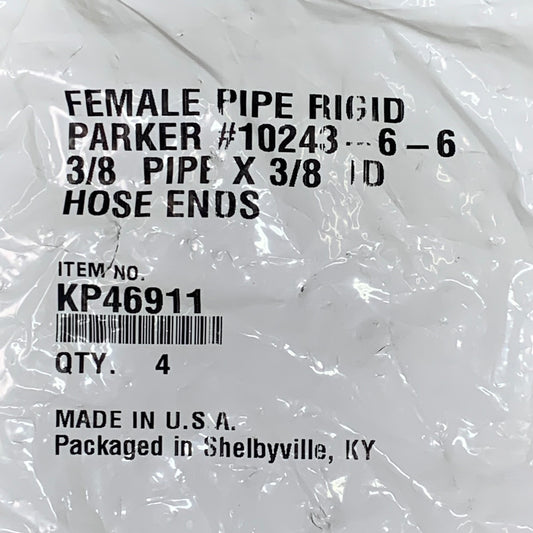 FEMALE PIPE RIGID
PARKER #10243-6-6
3/8 PIPE X 3/8 ID
HOSE ENDS
ITEM NO.
KP46911
QTY. 4
MADE IN U.S.A.
Packaged in Shelbyville, KY